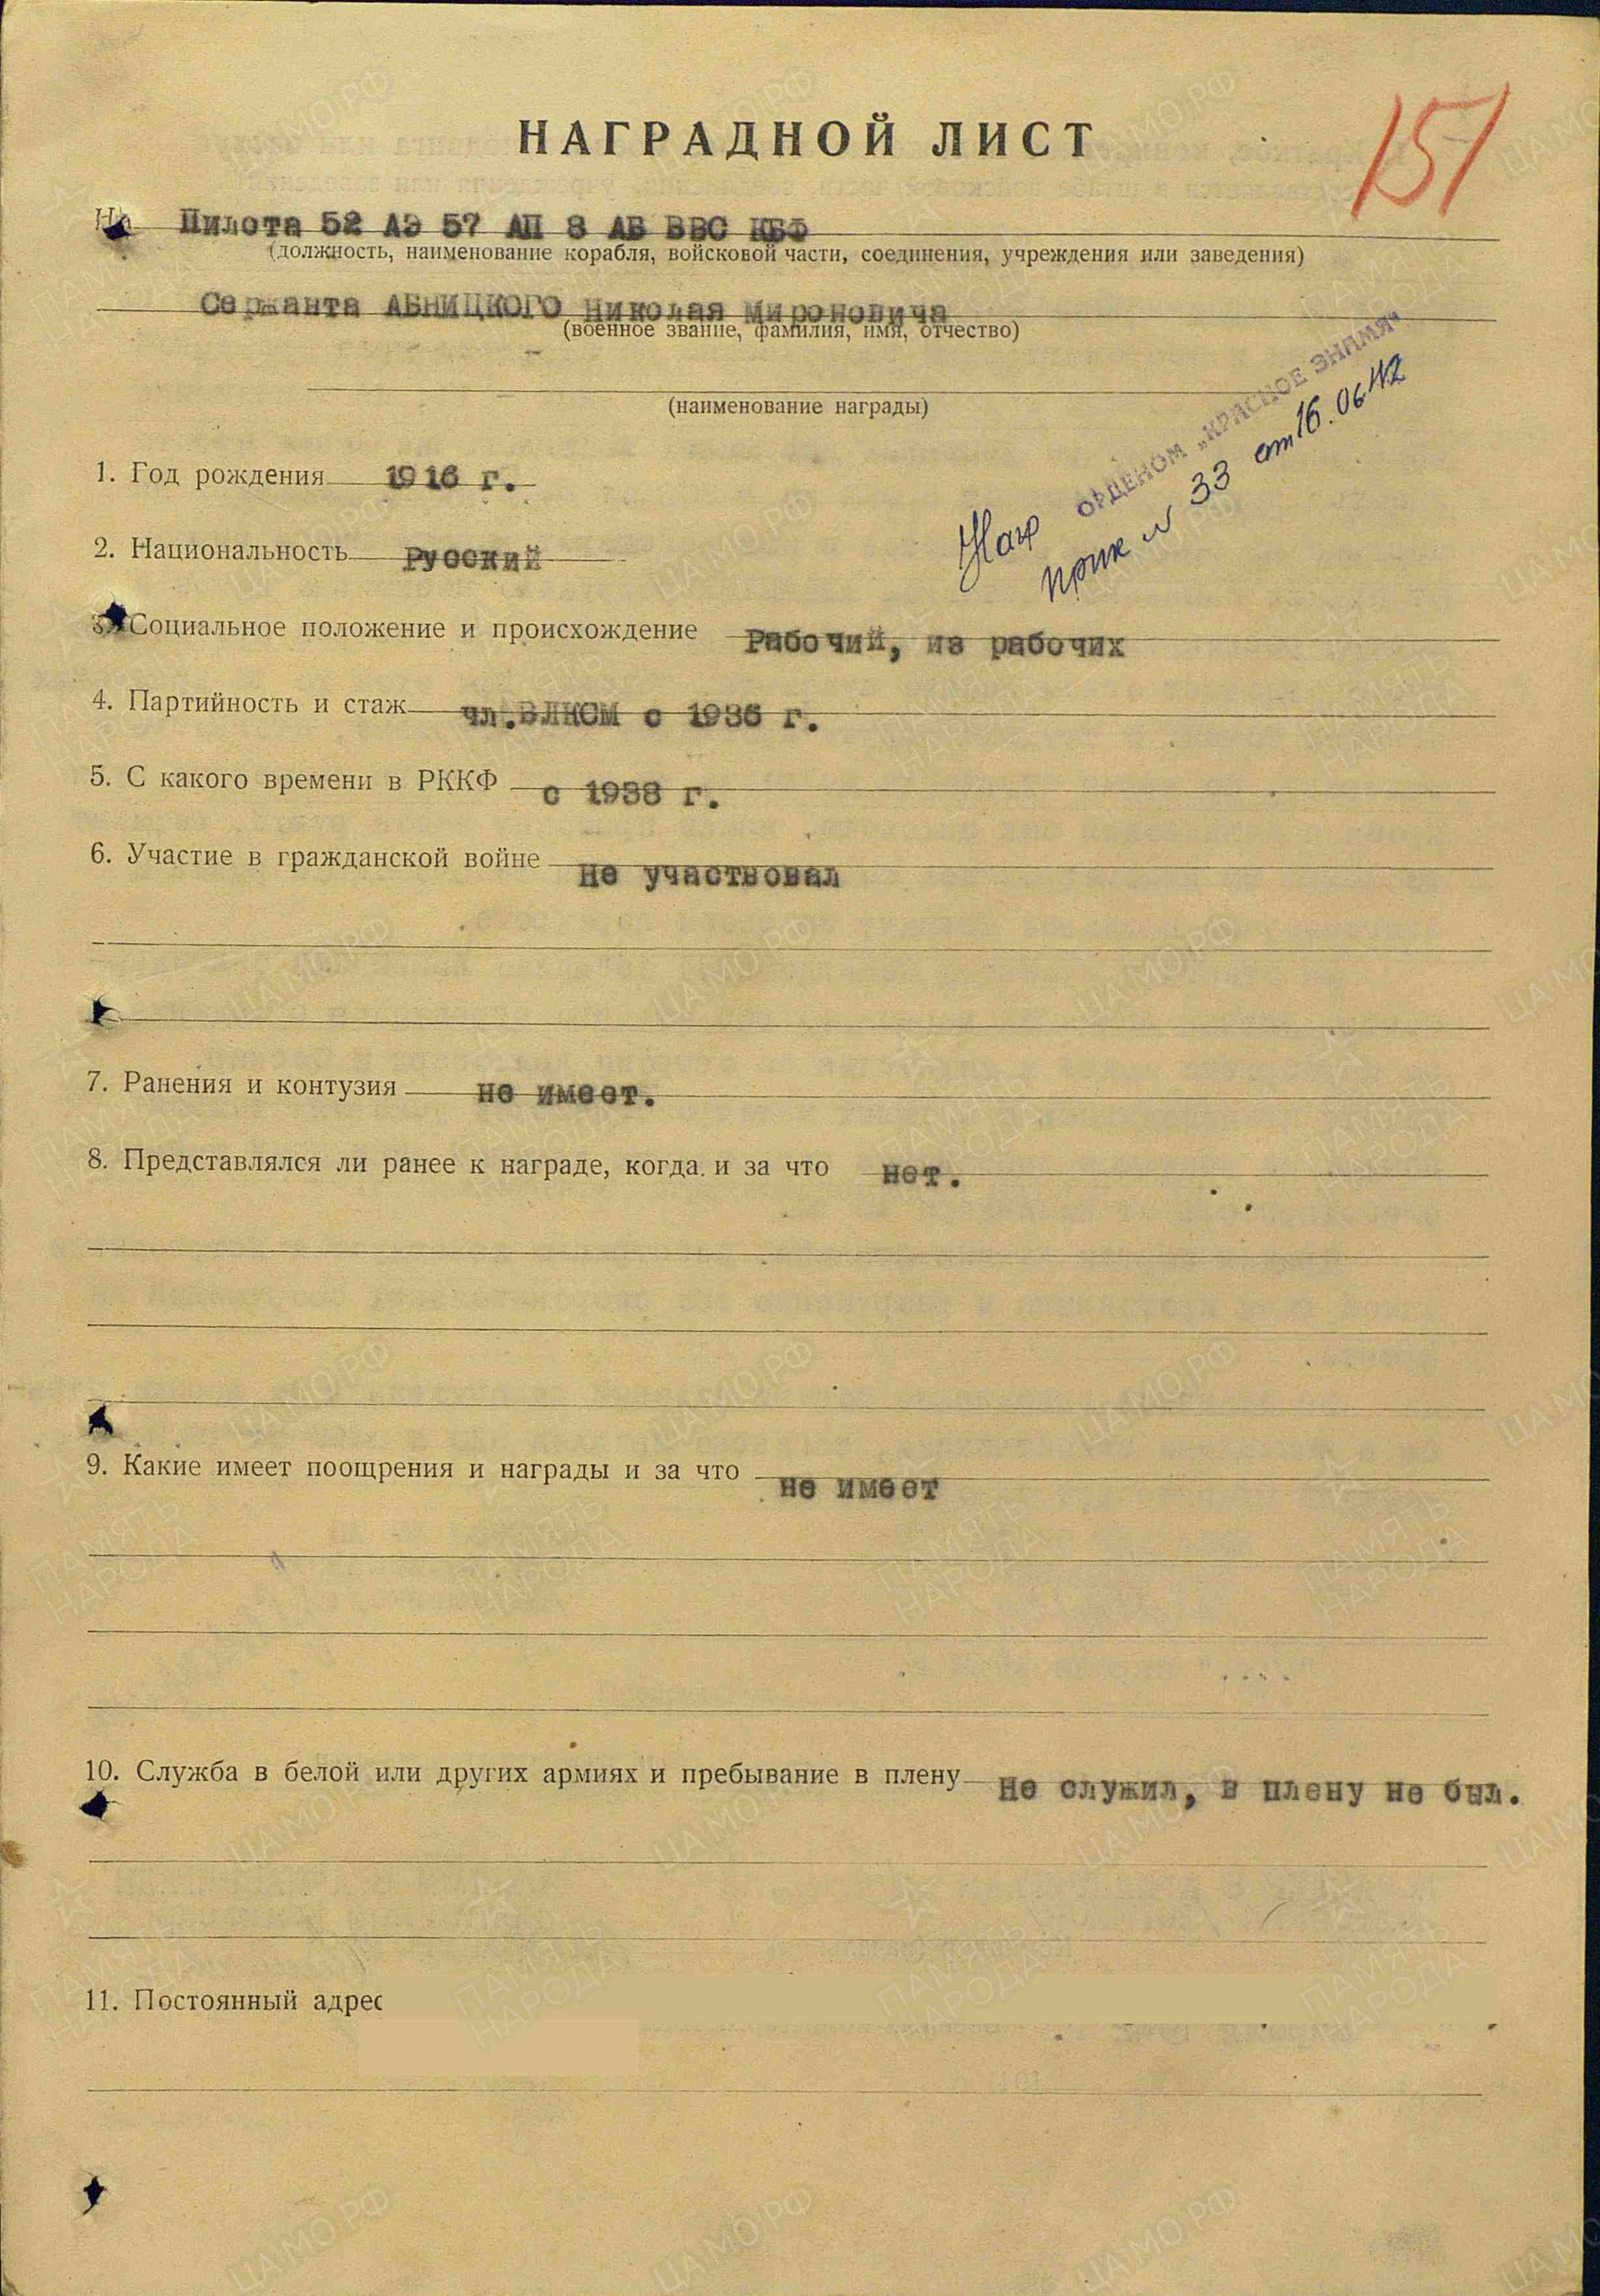 151
НАГРАДНОЙ ЛИСТ
На Пилота 52 АЭ 57 АП 8 АБ ВВС КБФ
(должность, наименование корабля, войсковой части, соединения, учреждения или заведения)
Сержанта АБНИЦКОГО Николая Мироновича
(военное звание, фамилия, имя, отчество)
(наименование награды)
Нагр ОРДЕНОМ „КРАСНОЕ ЗНАМЯ“
прик № 33 от 16.06.42
1. Год рождения 1916 г.
2. Национальность Русский
3. Социальное положение и происхождение Рабочий, из рабочих
4. Партийность и стаж чл.ВЛКСМ с 1936 г.
5. С какого времени в РККФ с 1938 г.
6. Участие в гражданской войне Не участвовал
7. Ранения и контузия не имеет.
8. Представлялся ли ранее к награде, когда и за что нет.
9. Какие имеет поощрения и награды и за что не имеет
10. Служба в белой или других армиях и пребывание в плену Не служил, в плену не был.
11. Постоянный адрес
ПАМЯТЬ НАРОДА
ЦАМО.РФ